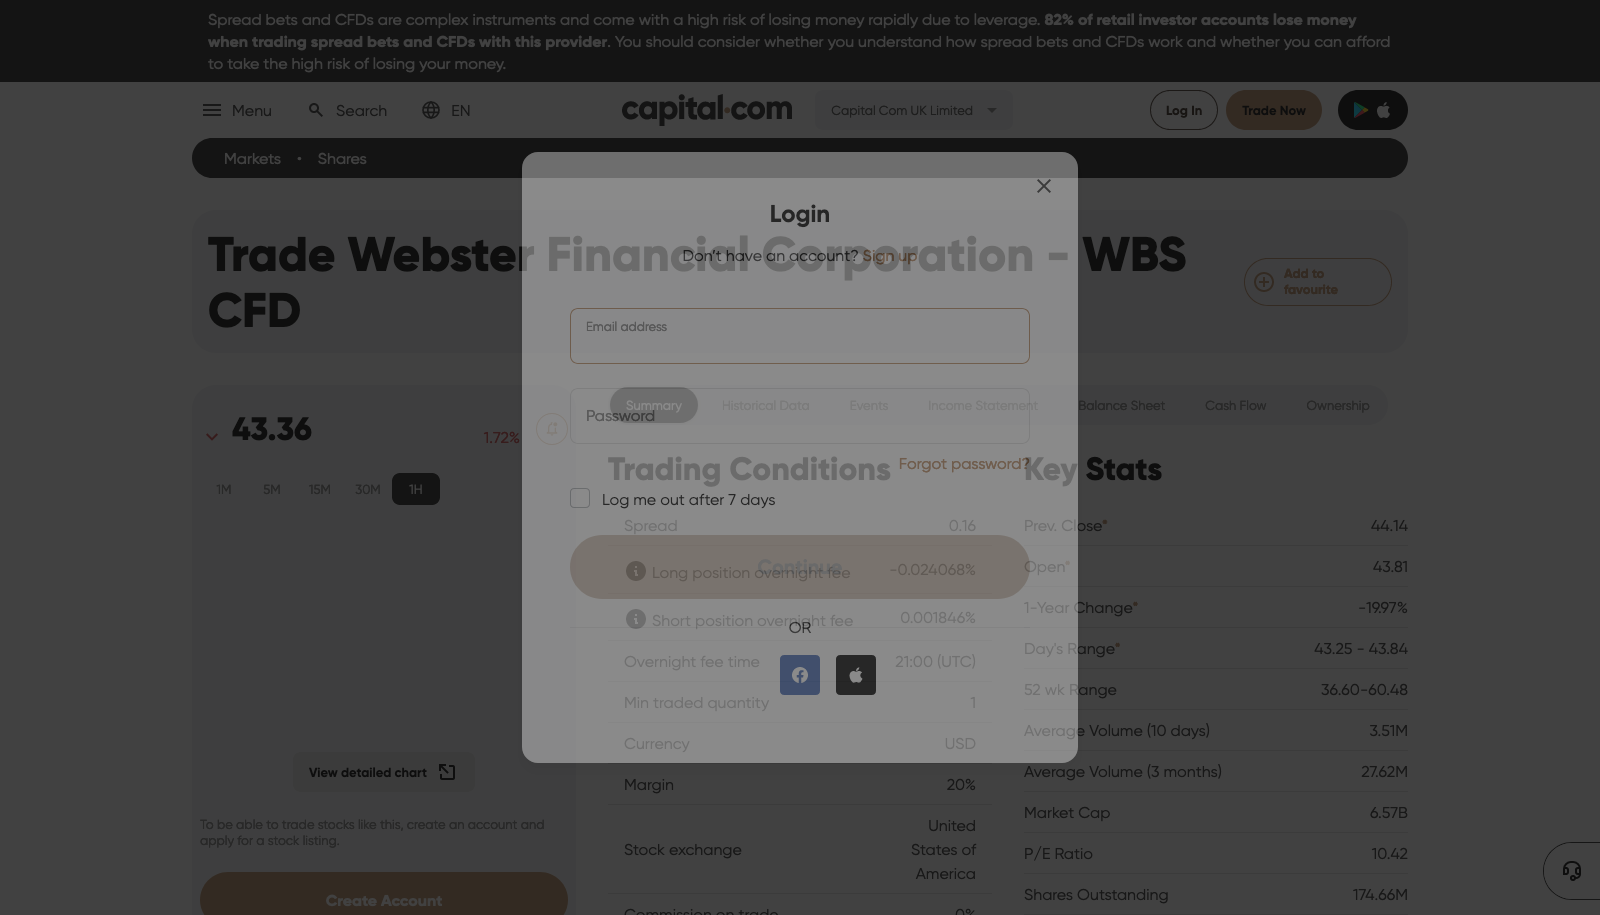 Spread bets and CFDs are complex instruments and come with a high risk of losing money rapidly due to leverage. 82% of retail investor accounts lose money
when trading spread bets and CFDs with this provider. You should consider whether you understand how spread bets and CFDs work and whether you can afford
to take the high risk of losing your money.
Menu
Search
EN
capital.com
Capital Com UK Limited
Log In
Trade Now
Markets • Shares
Login
Don't have an account? Sign up
Trade Webster Financial Corporation - WBS
CFD
Add to
favourite
Email address
Password
Forgot password?
Log me out after 7 days
Continue
OR
43.36
1.72%
1M
5M
15M
30M
1H
View detailed chart
To be able to trade stocks like this, create an account and
apply for a stock listing.
Create Account
Summary
Historical Data
Events
Income Statement
Balance Sheet
Cash Flow
Ownership
Trading Conditions
Spread 0.16
Long position overnight fee -0.024068%
Short position overnight fee 0.001846%
Overnight fee time 21:00 (UTC)
Min traded quantity 1
Currency USD
Margin 20%
Stock exchange United
States of
America
Commission on trade 0%
Key Stats
Prev. Close* 44.14
Open* 43.81
1-Year Change* -19.97%
Day's Range* 43.25 - 43.84
52 wk Range 36.60-60.48
Average Volume (10 days) 3.51M
Average Volume (3 months) 27.62M
Market Cap 6.57B
P/E Ratio 10.42
Shares Outstanding 174.66M